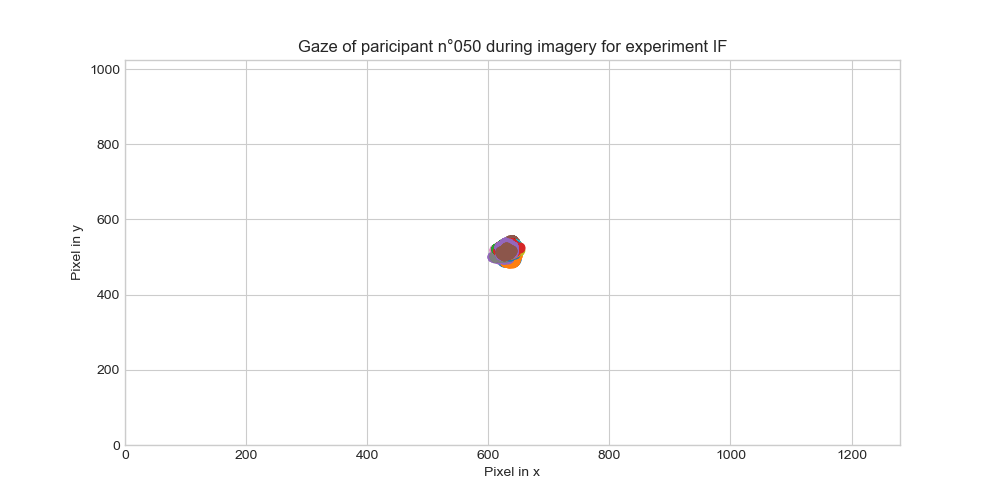 Gaze of paricipant n°050 during imagery for experiment IF
1000
800
600
400
200
0
Pixel in y
0 200 400 600 800 1000 1200
Pixel in x